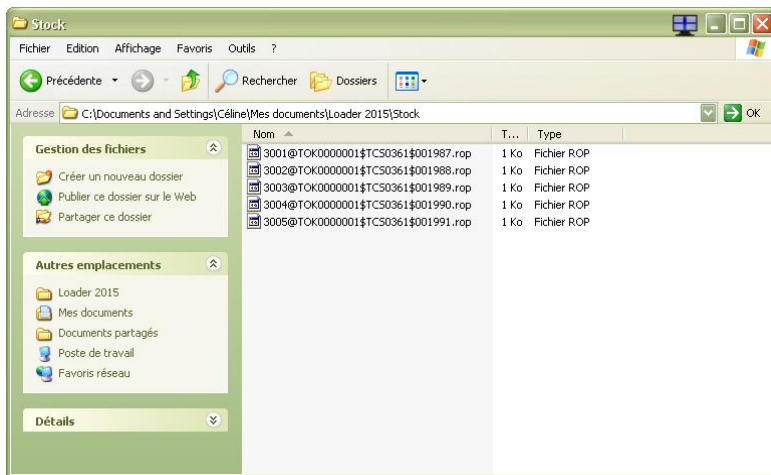 Stock
Fichier Edition Affichage Favoris Outils ?
Précédente Rechercher Dossiers
Adresse C:\Documents and Settings\Céline\Mes documents\Loader 2015\Stock OK
Gestion des fichiers
Créer un nouveau dossier
Publier ce dossier sur le Web
Partager ce dossier
Autres emplacements
Loader 2015
Mes documents
Documents partagés
Poste de travail
Favoris réseau
Détails
Nom T... Type
3001@TOK0000001$TCS0361$001987.rop 1 Ko Fichier ROP
3002@TOK0000001$TCS0361$001988.rop 1 Ko Fichier ROP
3003@TOK0000001$TCS0361$001989.rop 1 Ko Fichier ROP
3004@TOK0000001$TCS0361$001990.rop 1 Ko Fichier ROP
3005@TOK0000001$TCS0361$001991.rop 1 Ko Fichier ROP